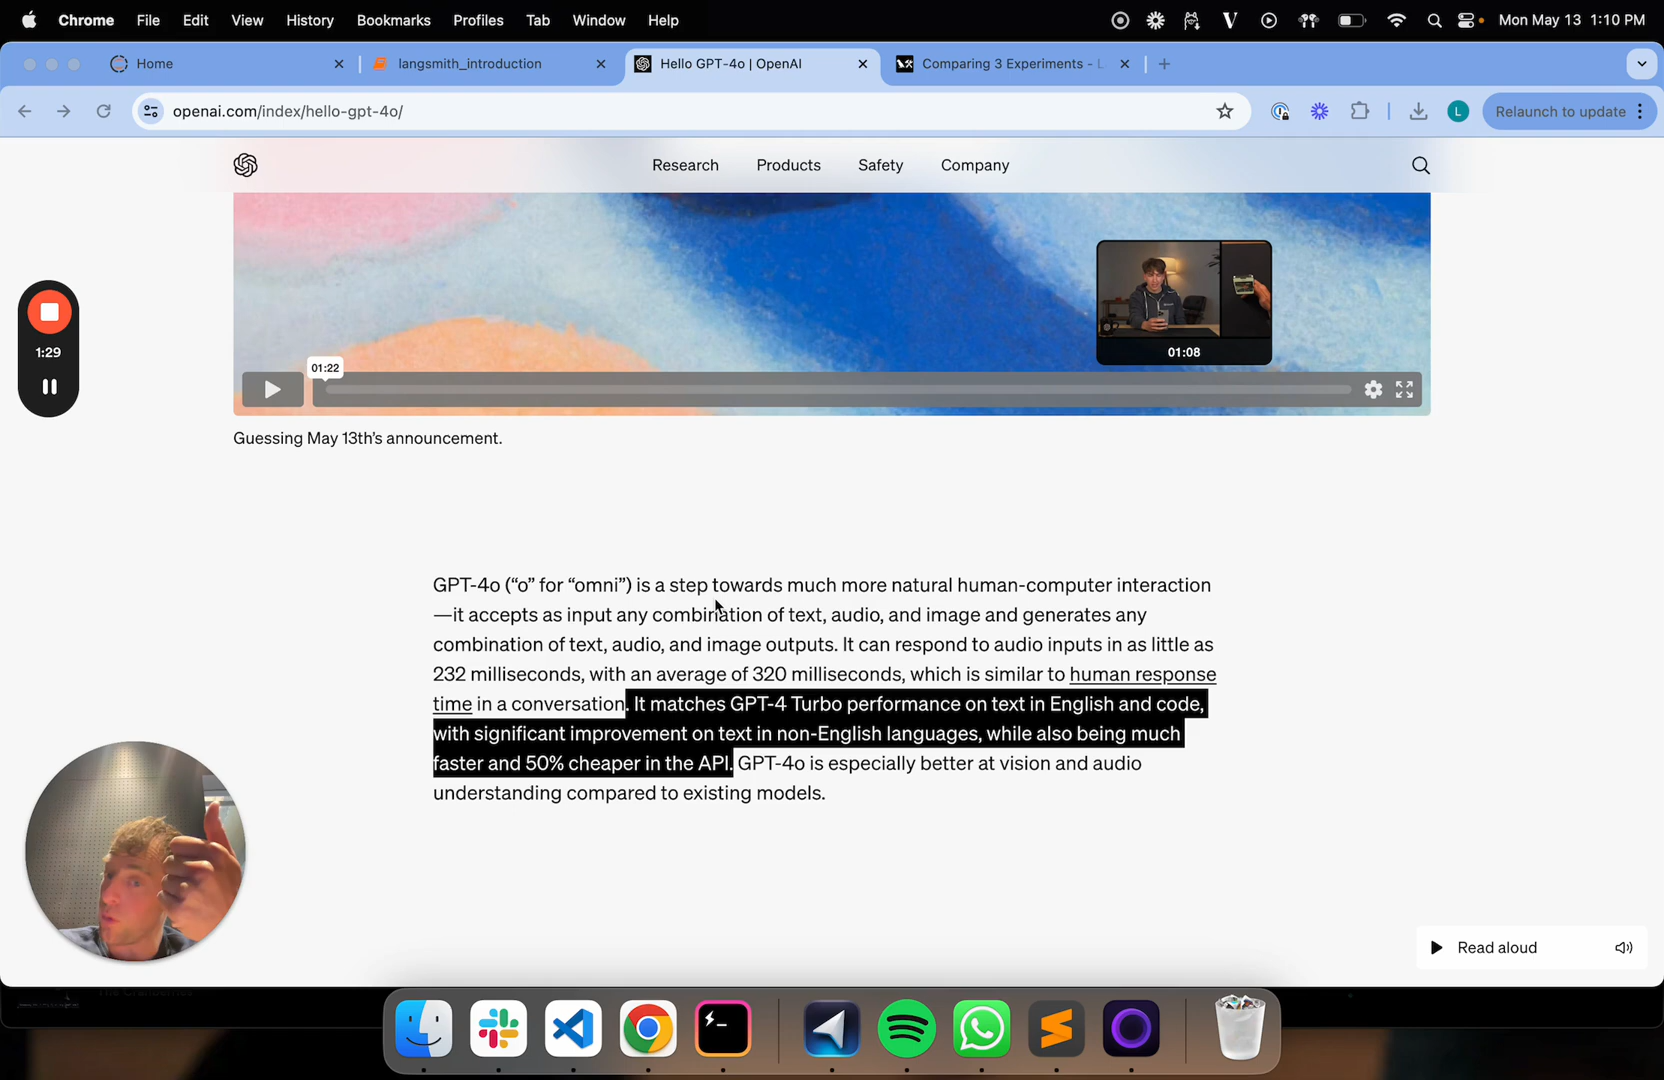 Chrome File Edit View History Bookmarks Profiles Tab Window Help V Mon May 13 1:10 PM
Home langsmith_introduction Hello GPT-4o | OpenAI Comparing 3 Experiments - L
openai.com/index/hello-gpt-4o/ L Relaunch to update
Research Products Safety Company
1:29
01:08
01:22
Guessing May 13th's announcement.
GPT-4o (“o” for “omni”) is a step towards much more natural human-computer interaction
—it accepts as input any combination of text, audio, and image and generates any
combination of text, audio, and image outputs. It can respond to audio inputs in as little as
232 milliseconds, with an average of 320 milliseconds, which is similar to human response
time in a conversation. It matches GPT-4 Turbo performance on text in English and code,
with significant improvement on text in non-English languages, while also being much
faster and 50% cheaper in the API. GPT-4o is especially better at vision and audio
understanding compared to existing models.
Read aloud